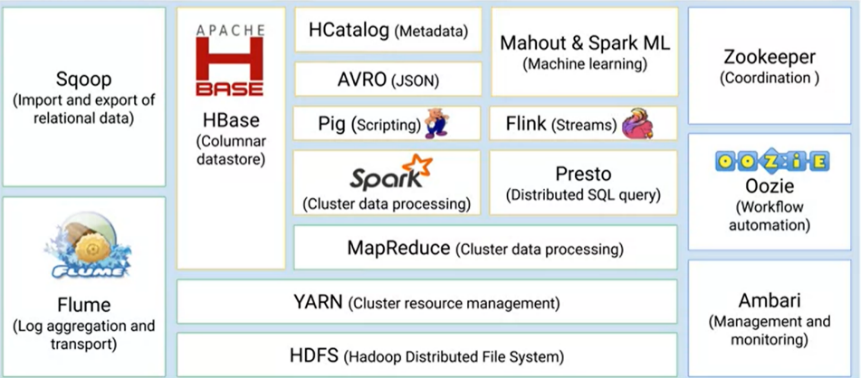 Sqoop
(Import and export of
relational data)
FLUME
Flume
(Log aggregation and
transport)
APACHE
H
BASE
HBase
(Columnar
datastore)
HCatalog (Metadata)
AVRO (JSON)
Pig (Scripting)
Spark
(Cluster data processing)
Mahout & Spark ML
(Machine learning)
Flink (Streams)
Presto
(Distributed SQL query)
MapReduce (Cluster data processing)
YARN (Cluster resource management)
HDFS (Hadoop Distributed File System)
Zookeeper
(Coordination )
OOZIE
Oozie
(Workflow
automation)
Ambari
(Management and
monitoring)